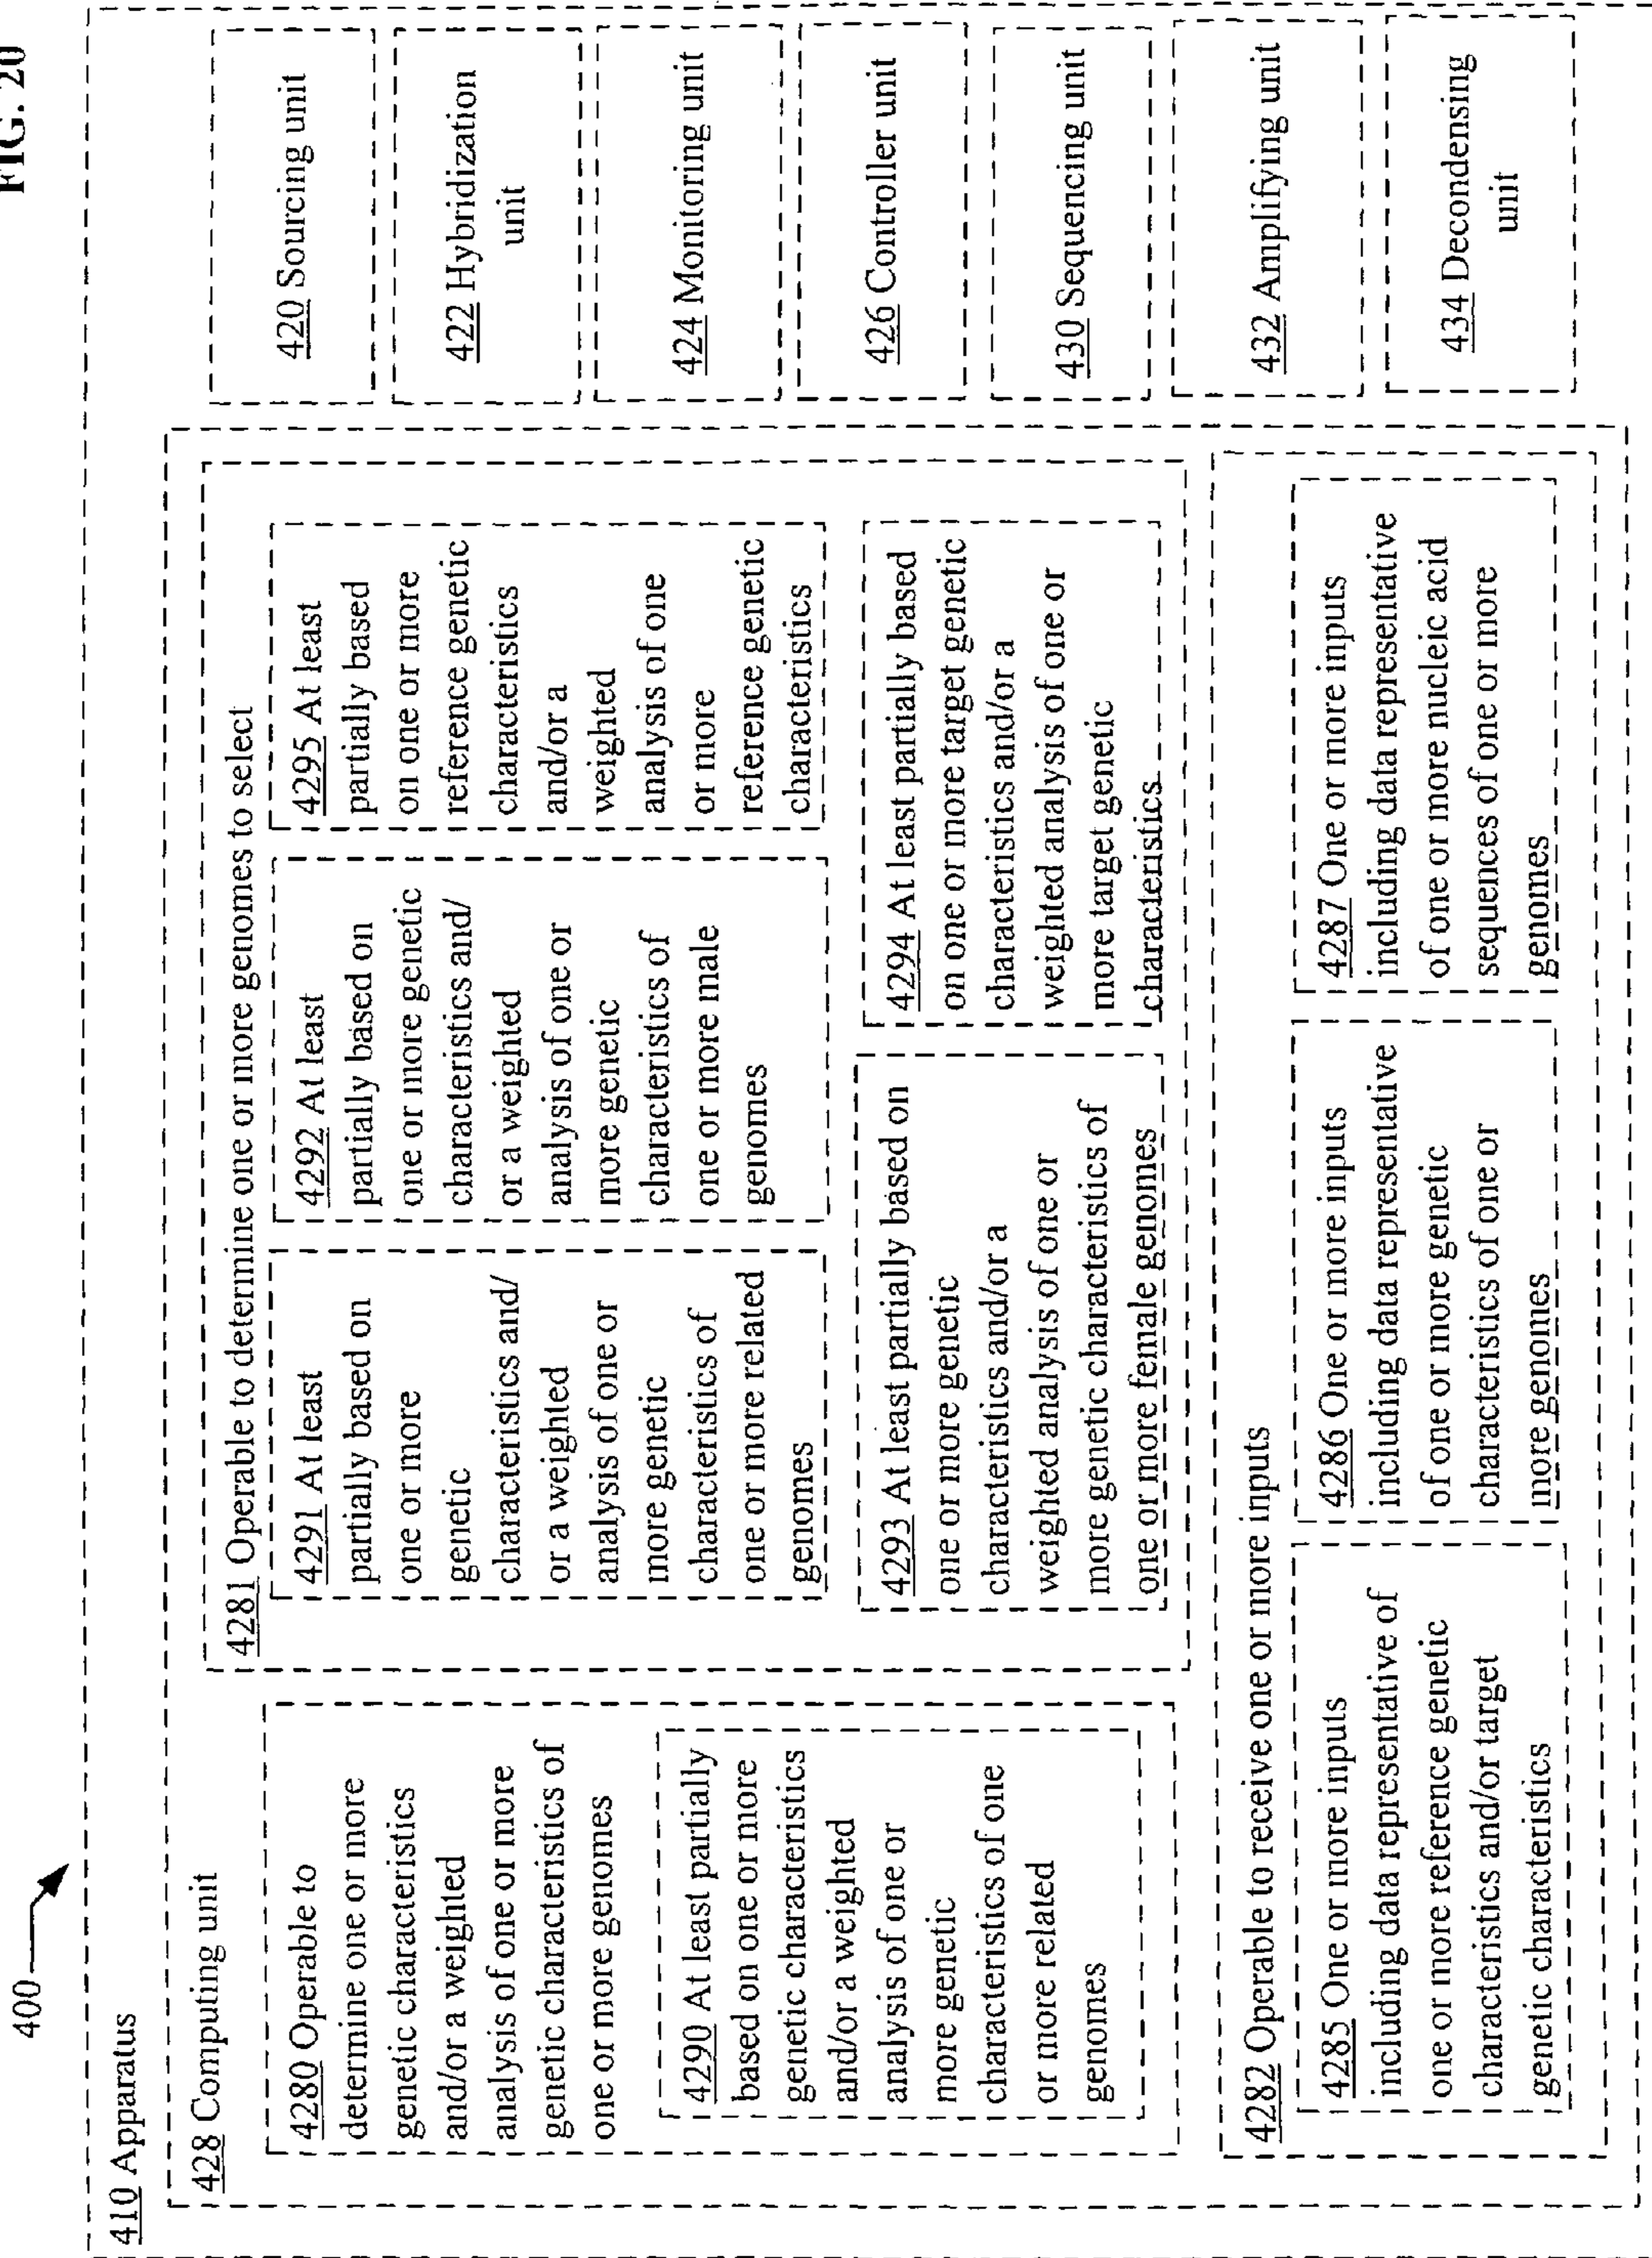 FIG. 20
400
410 Apparatus
428 Computing unit
4280 Operable to
determine one or more
genetic characteristics
and/or a weighted
analysis of one or more
genetic characteristics of
one or more genomes
4290 At least partially
based on one or more
genetic characteristics
and/or a weighted
analysis of one or
more genetic
characteristics of one
or more related
genomes
4281 Operable to determine one or more genomes to select
4291 At least
partially based on
one or more
genetic
characteristics and/
or a weighted
analysis of one or
more genetic
characteristics of
one or more related
genomes
4292 At least
partially based on
one or more genetic
characteristics and/
or a weighted
analysis of one or
more genetic
characteristics of
one or more male
genomes
4295 At least
partially based
on one or more
reference genetic
characteristics
and/or a
weighted
analysis of one
or more
reference genetic
characteristics
4293 At least partially based on
one or more genetic
characteristics and/or a
weighted analysis of one or
more genetic characteristics of
one or more female genomes
4294 At least partially based
on one or more target genetic
characteristics and/or a
weighted analysis of one or
more target genetic
characteristics
4282 Operable to receive one or more inputs
4285 One or more inputs
including data representative of
one or more reference genetic
characteristics and/or target
genetic characteristics
4286 One or more inputs
including data representative
of one or more genetic
characteristics of one or
more genomes
4287 One or more inputs
including data representative
of one or more nucleic acid
sequences of one or more
genomes
420 Sourcing unit
422 Hybridization
unit
424 Monitoring unit
426 Controller unit
430 Sequencing unit
432 Amplifying unit
434 Decondensing
unit